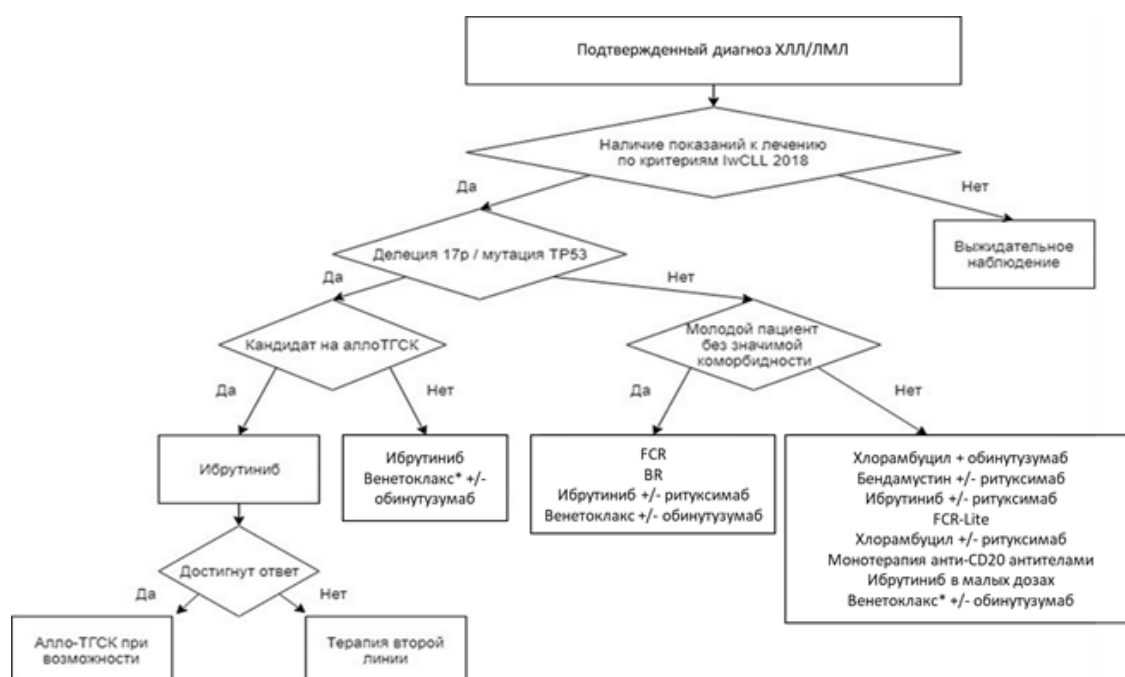 Подтвержденный диагноз ХЛЛ/ЛМЛ
Наличие показаний к лечению
по критериям IwCLL 2018
Да
Нет
Делеция 17p / мутация TP53
Выжидательное
наблюдение
Да
Нет
Кандидат на аллоТГСК
Молодой пациент
без значимой
коморбидности
Да
Нет
Да
Нет
Ибрутиниб
Ибрутиниб
Венетоклакс* +/-
обинутузумаб
FCR
BR
Ибрутиниб +/- ритуксимаб
Венетоклакс +/- обинутузумаб
Хлорамбуцил + обинутузумаб
Бендамустин +/- ритуксимаб
Ибрутиниб +/- ритуксимаб
FCR-Lite
Хлорамбуцил +/- ритуксимаб
Монотерапия анти-CD20 антителами
Ибрутиниб в малых дозах
Венетоклакс* +/- обинутузумаб
Достигнут ответ
Да
Нет
Алло-ТГСК при
возможности
Терапия второй
линии